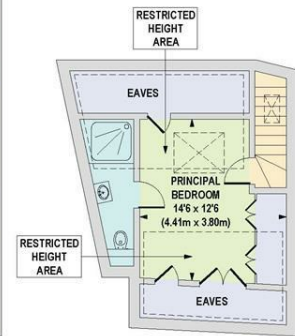 RESTRICTED
HEIGHT
AREA
EAVES
PRINCIPAL
BEDROOM
14'6 x 12'6
(4.41m x 3.80m)
RESTRICTED
HEIGHT
AREA
EAVES